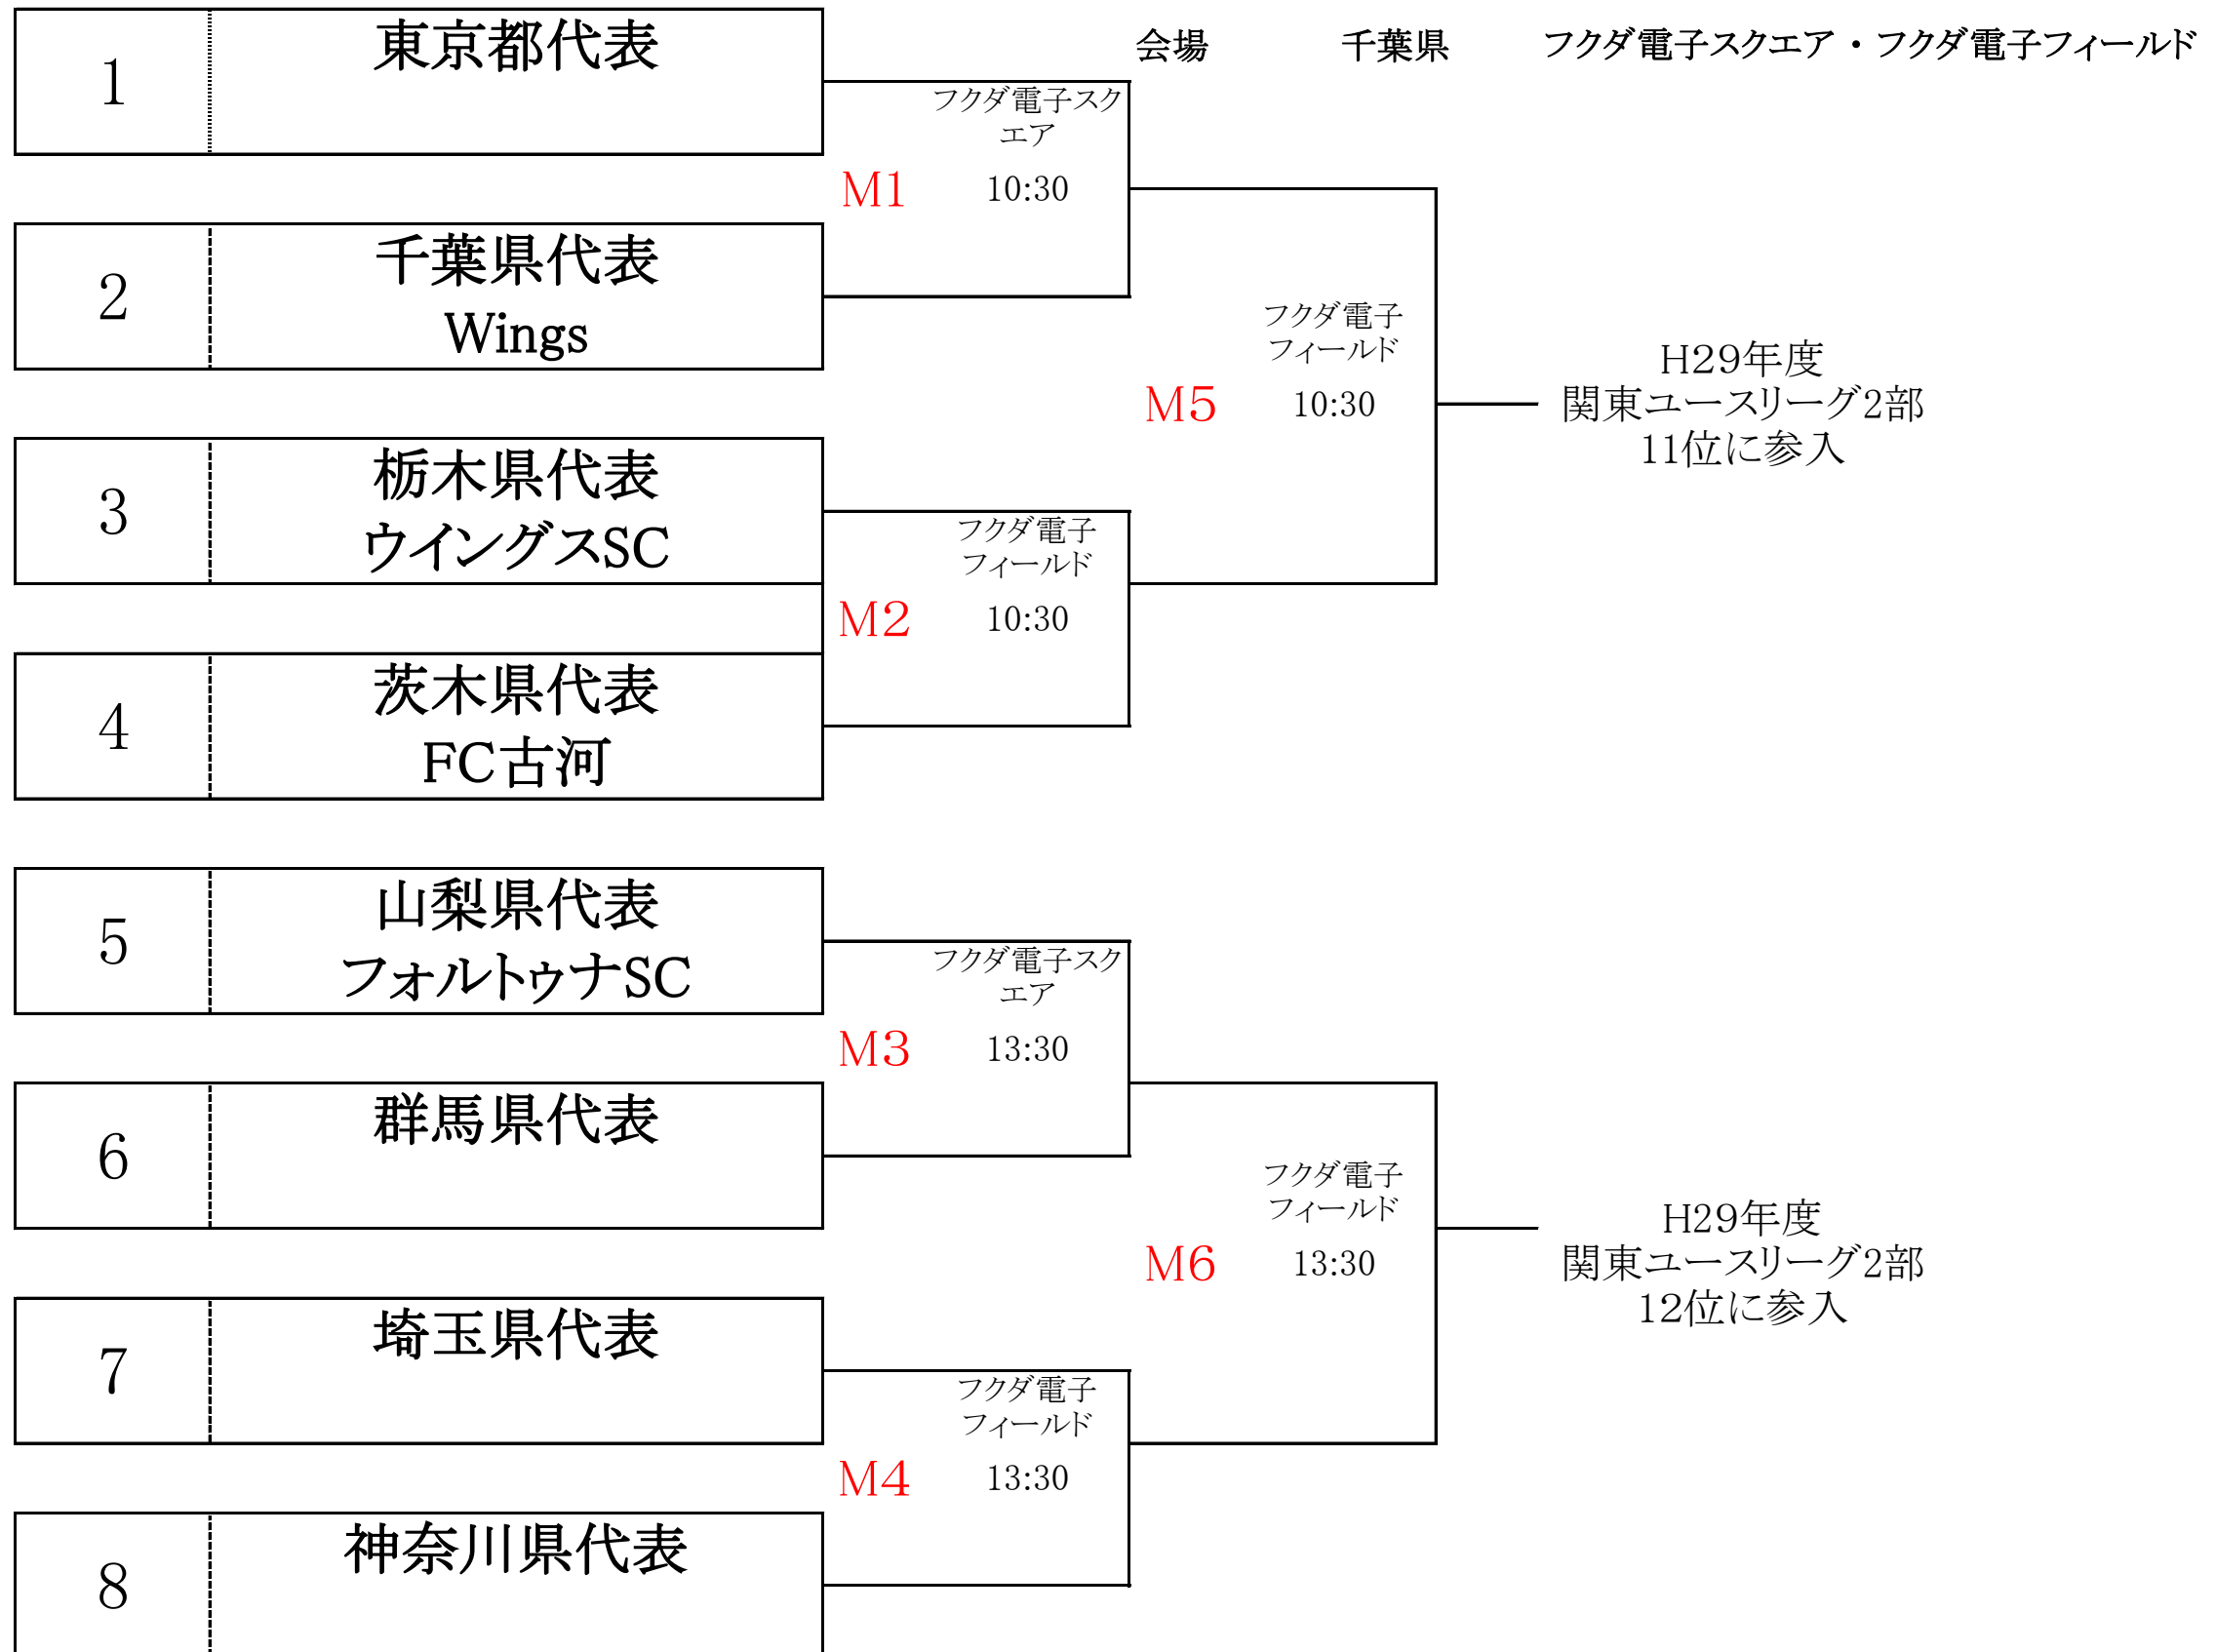 会場 千葉県 フクダ電子スクエア・フクダ電子フィールド
1 東京都代表
フクダ電子スク
エア
M1 10:30
2 千葉県代表
Wings
フクダ電子
フィールド
M5 10:30
H29年度
関東ユースリーグ2部
11位に参入
3 栃木県代表
ウイングスSC
フクダ電子
フィールド
M2 10:30
4 茨木県代表
FC古河
5 山梨県代表
フォルトゥナSC
フクダ電子スク
エア
M3 13:30
6 群馬県代表
フクダ電子
フィールド
M6 13:30
H29年度
関東ユースリーグ2部
12位に参入
7 埼玉県代表
フクダ電子
フィールド
M4 13:30
8 神奈川県代表